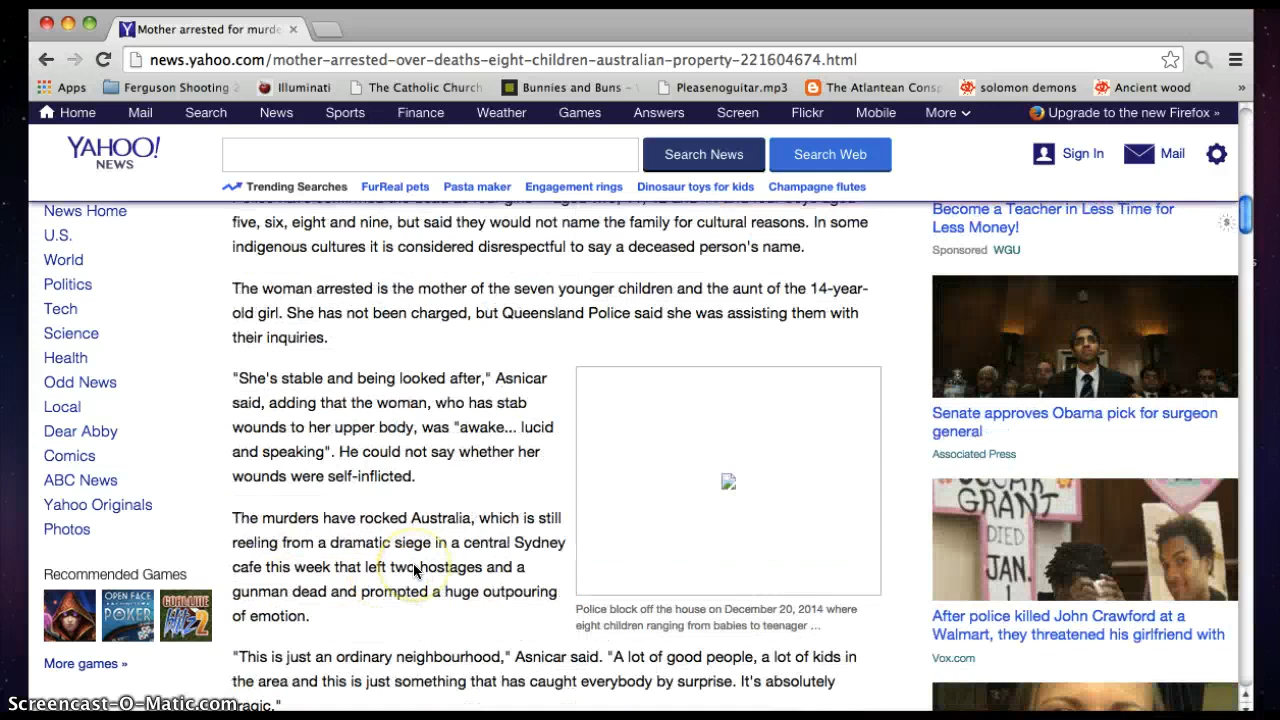 Mother arrested for murde
news.yahoo.com/mother-arrested-over-deaths-eight-children-australian-property-221604674.html
Apps Ferguson Shooting Illuminati The Catholic Church Bunnies and Buns – Pleasenoguitar.mp3 The Atlantean Consp solomon demons Ancient wood »
Home Mail Search News Sports Finance Weather Games Answers Screen Flickr Mobile More Upgrade to the new Firefox »
YAHOO!
NEWS
Search News Search Web Sign In Mail
Trending Searches FurReal pets Pasta maker Engagement rings Dinosaur toys for kids Champagne flutes
News Home
U.S.
World
Politics
Tech
Science
Health
Odd News
Local
Dear Abby
Comics
ABC News
Yahoo Originals
Photos
Recommended Games
OPEN FACE
POKER
More games »
five, six, eight and nine, but said they would not name the family for cultural reasons. In some
indigenous cultures it is considered disrespectful to say a deceased person's name.
The woman arrested is the mother of the seven younger children and the aunt of the 14-year-
old girl. She has not been charged, but Queensland Police said she was assisting them with
their inquiries.
"She's stable and being looked after," Asnicar
said, adding that the woman, who has stab
wounds to her upper body, was "awake... lucid
and speaking". He could not say whether her
wounds were self-inflicted.
The murders have rocked Australia, which is still
reeling from a dramatic siege in a central Sydney
cafe this week that left two hostages and a
gunman dead and prompted a huge outpouring
of emotion.
Police block off the house on December 20, 2014 where
eight children ranging from babies to teenager ...
"This is just an ordinary neighbourhood," Asnicar said. "A lot of good people, a lot of kids in
the area and this is just something that has caught everybody by surprise. It's absolutely
tragic."
Become a Teacher in Less Time for
Less Money!
Sponsored WGU
Senate approves Obama pick for surgeon
general
Associated Press
OSCAR
GRANT
DIED
JAN.
After police killed John Crawford at a
Walmart, they threatened his girlfriend with
Vox.com
Screencast-O-Matic.com